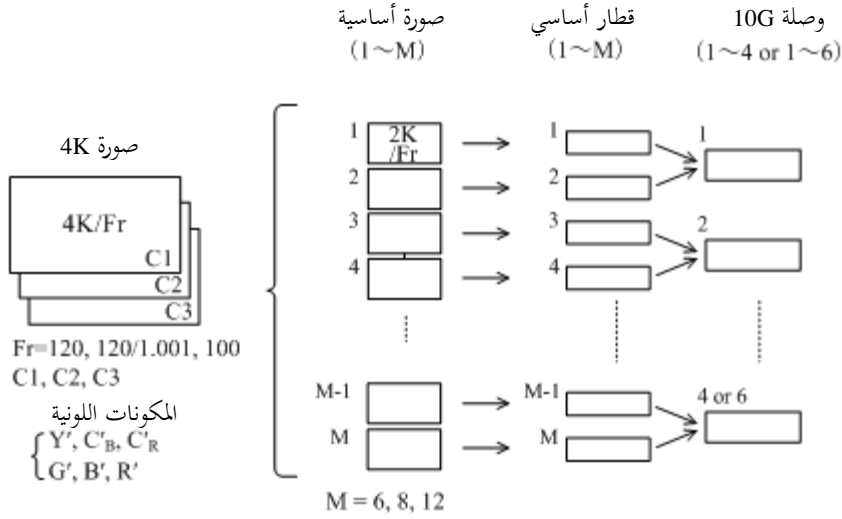 صورة أساسية
(1～M)
قطار أساسي
(1～M)
وصلة 10G
(1～4 or 1～6)
صورة 4K
4K/Fr
C1
C2
C3
Fr=120, 120/1.001, 100
C1, C2, C3
المكونات اللونية
Y′, C′B, C′R
G′, B′, R′
1
2K
/Fr
2
3
4
M-1
M
M = 6, 8, 12
1
2
3
4
M-1
M
1
2
4 or 6